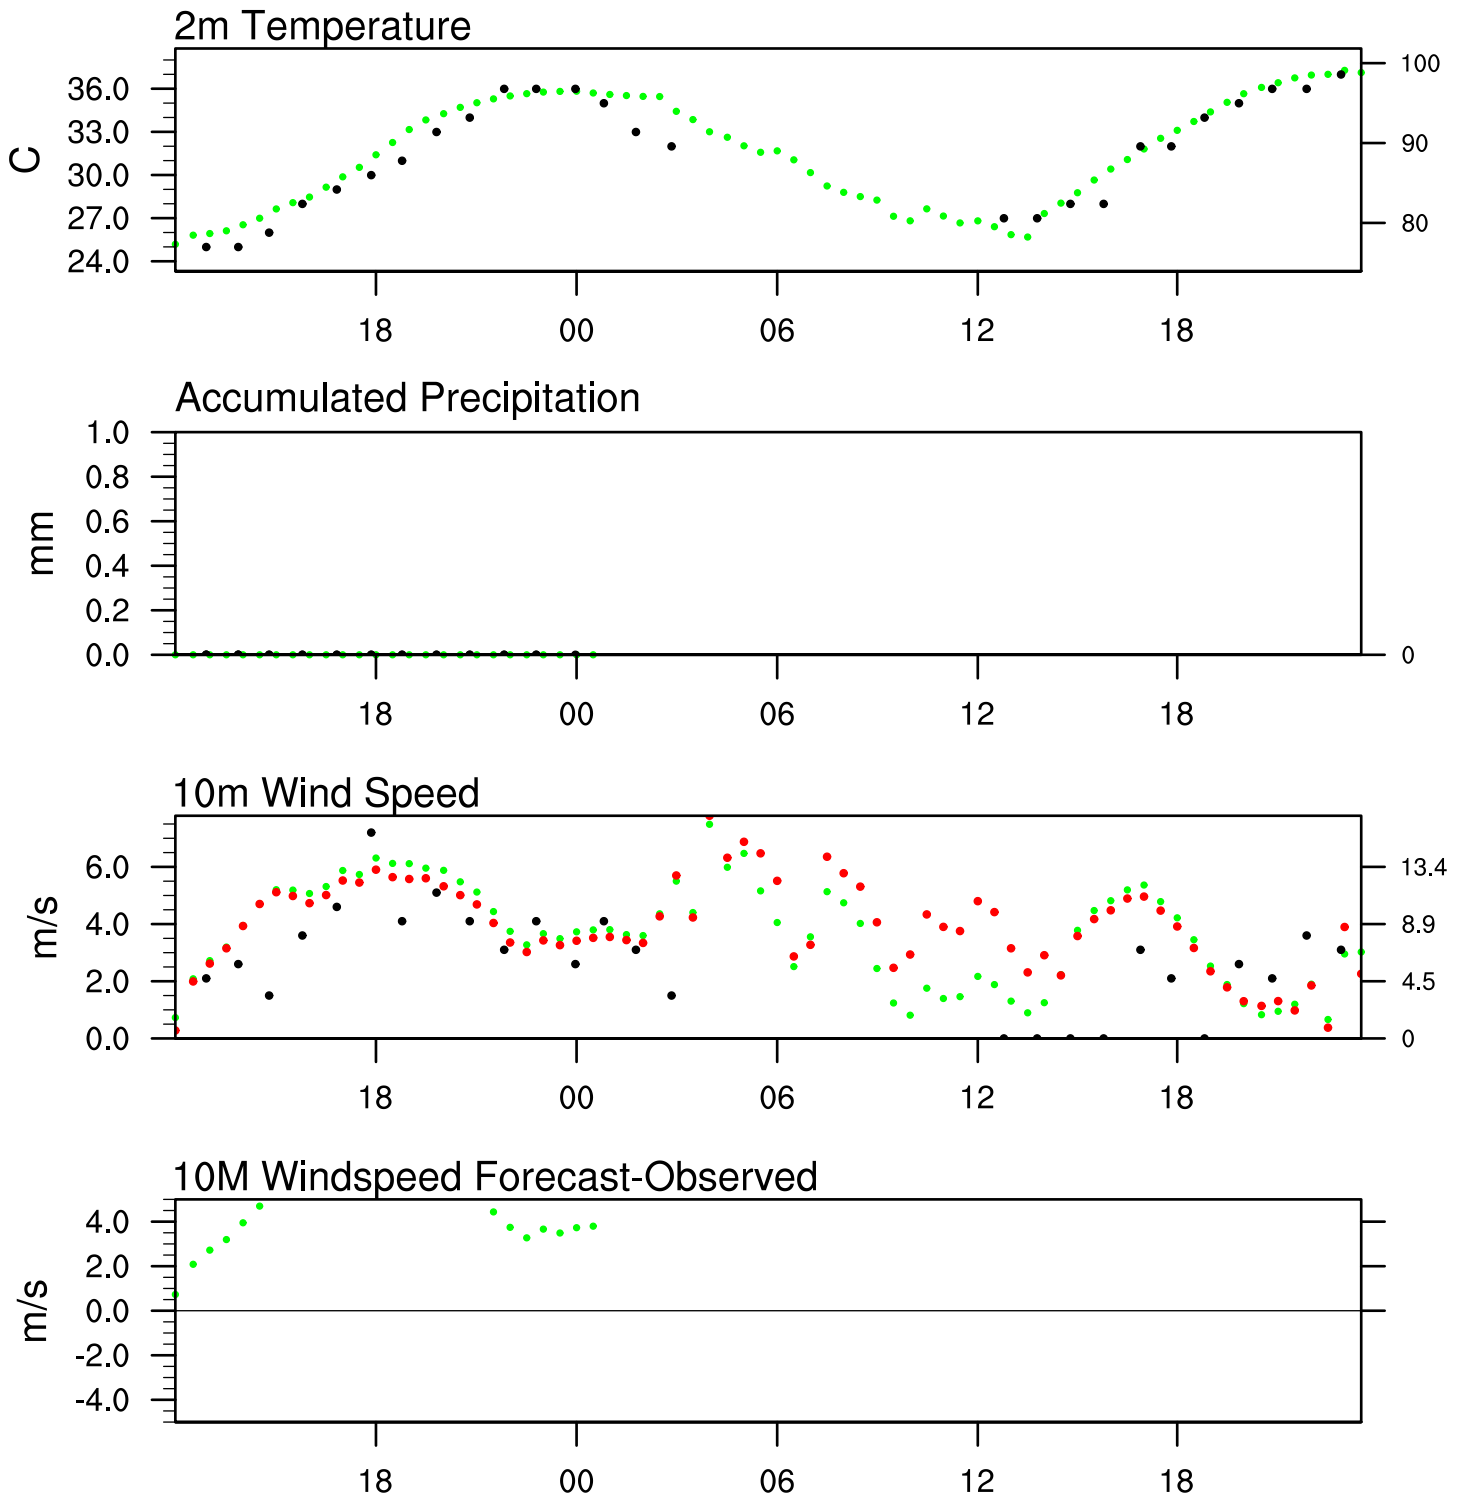 2m Temperature
C
36.0
33.0
30.0
27.0
24.0
100
90
80
18 00 06 12 18
Accumulated Precipitation
mm
1.0
0.8
0.6
0.4
0.2
0.0
0
18 00 06 12 18
10m Wind Speed
m/s
6.0
4.0
2.0
0.0
13.4
8.9
4.5
0
18 00 06 12 18
10M Windspeed Forecast-Observed
m/s
4.0
2.0
0.0
-2.0
-4.0
18 00 06 12 18